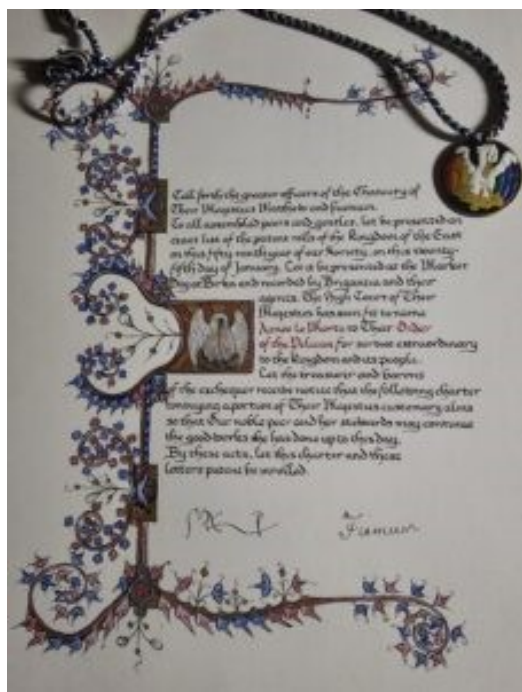 Call forth the greater officers of the Chancery of
Their Majesties Matthew and Fiamuin.
To all assembled peers and gentles, let be presented an
exact list of the patent rolls of the Kingdom of the East
on this fifty ninth year of our Society, on this twenty-
fifth day of January. Let it be presented at the Market
Day at Birka and recorded by Brigantia and their
agents. The High Court of Their
Majesties has seen fit to name
Agnes la to Their Order
of the Pelican for service extraordinary
to the Kingdom and its people.
Let the treasurer and barons
of the exchequer receive notice that the following charter
conveying a portion of Their Majesties customary alms
so that Our noble peer and her stewards may continue
the good works she has done up to this day.
By these acts, let this charter and these
letters patent be enrolled.